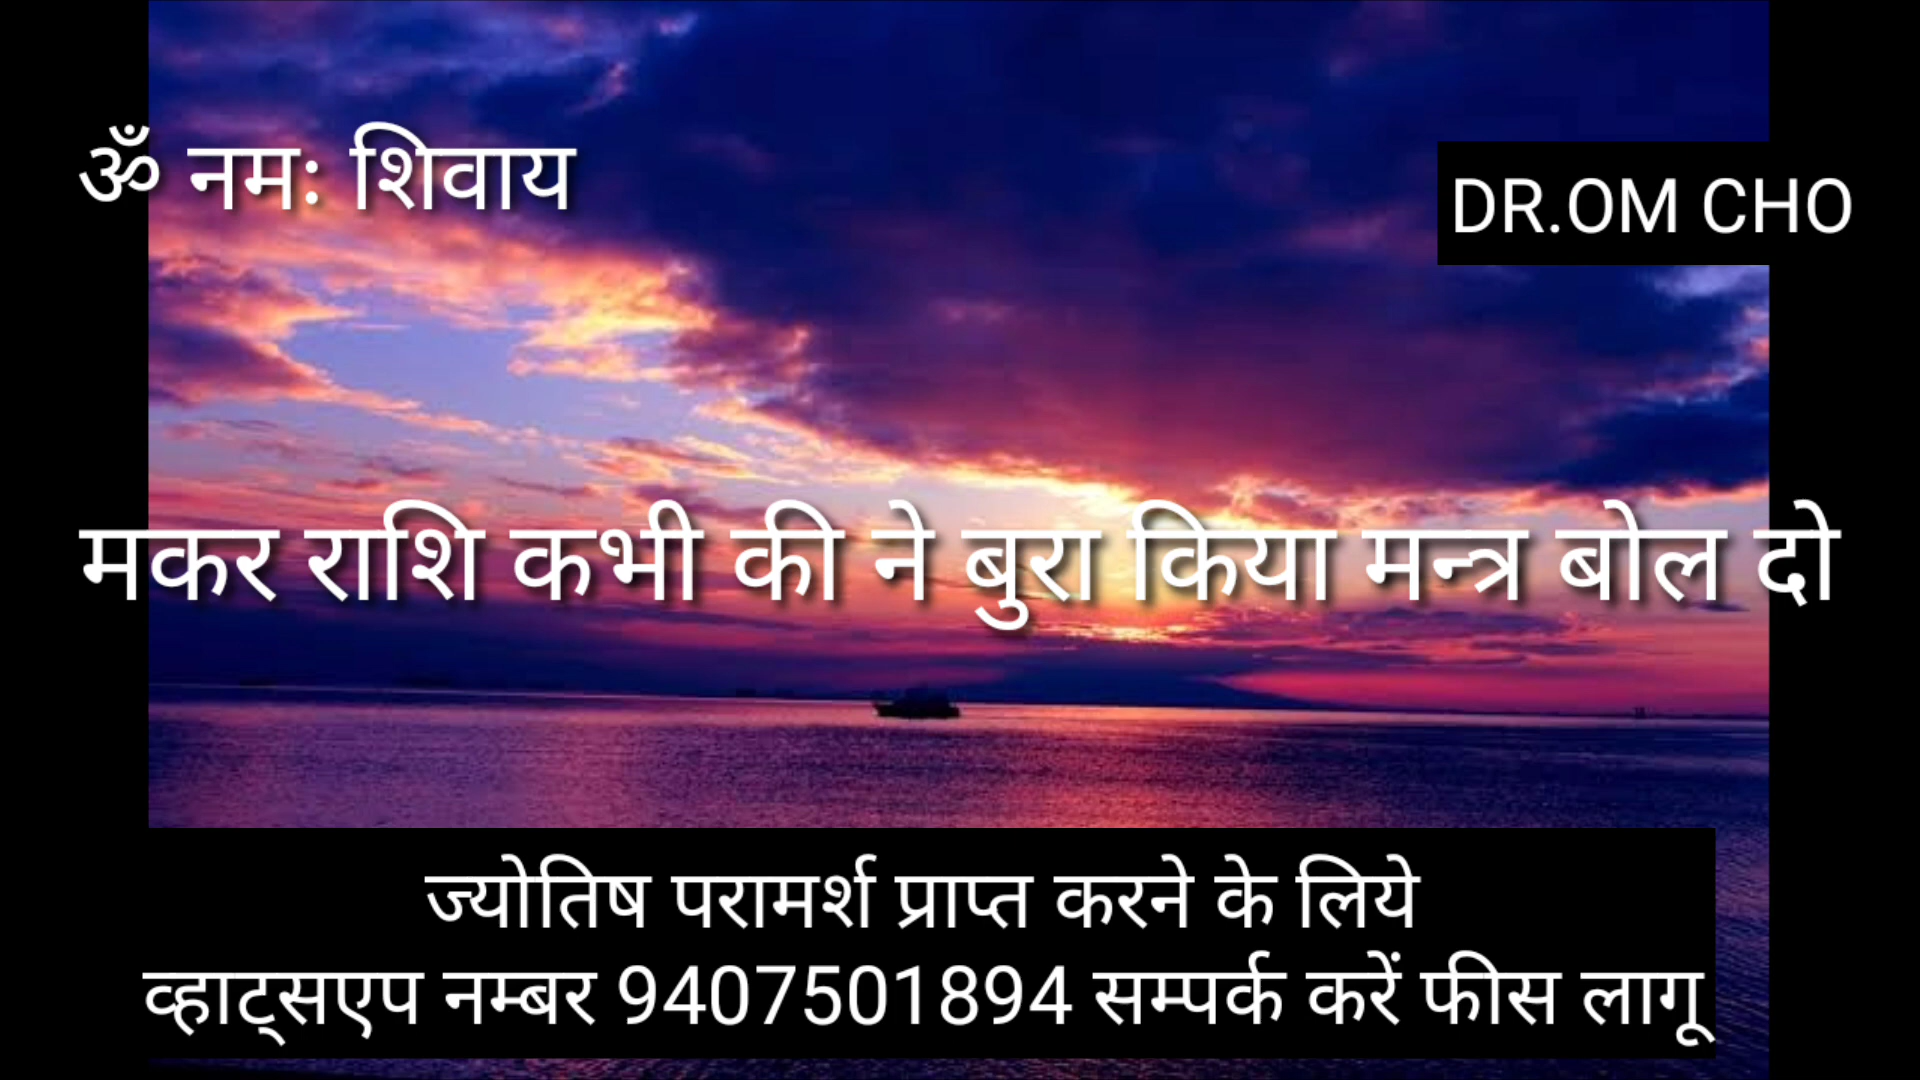 ॐ नमः शिवाय
DR.OM CHO
मकर राशि कभी की ने बुरा किया मन्त्र बोल दो
ज्योतिष परामर्श प्राप्त करने के लिये
व्हाट्सएप नम्बर 9407501894 सम्पर्क करें फीस लागू